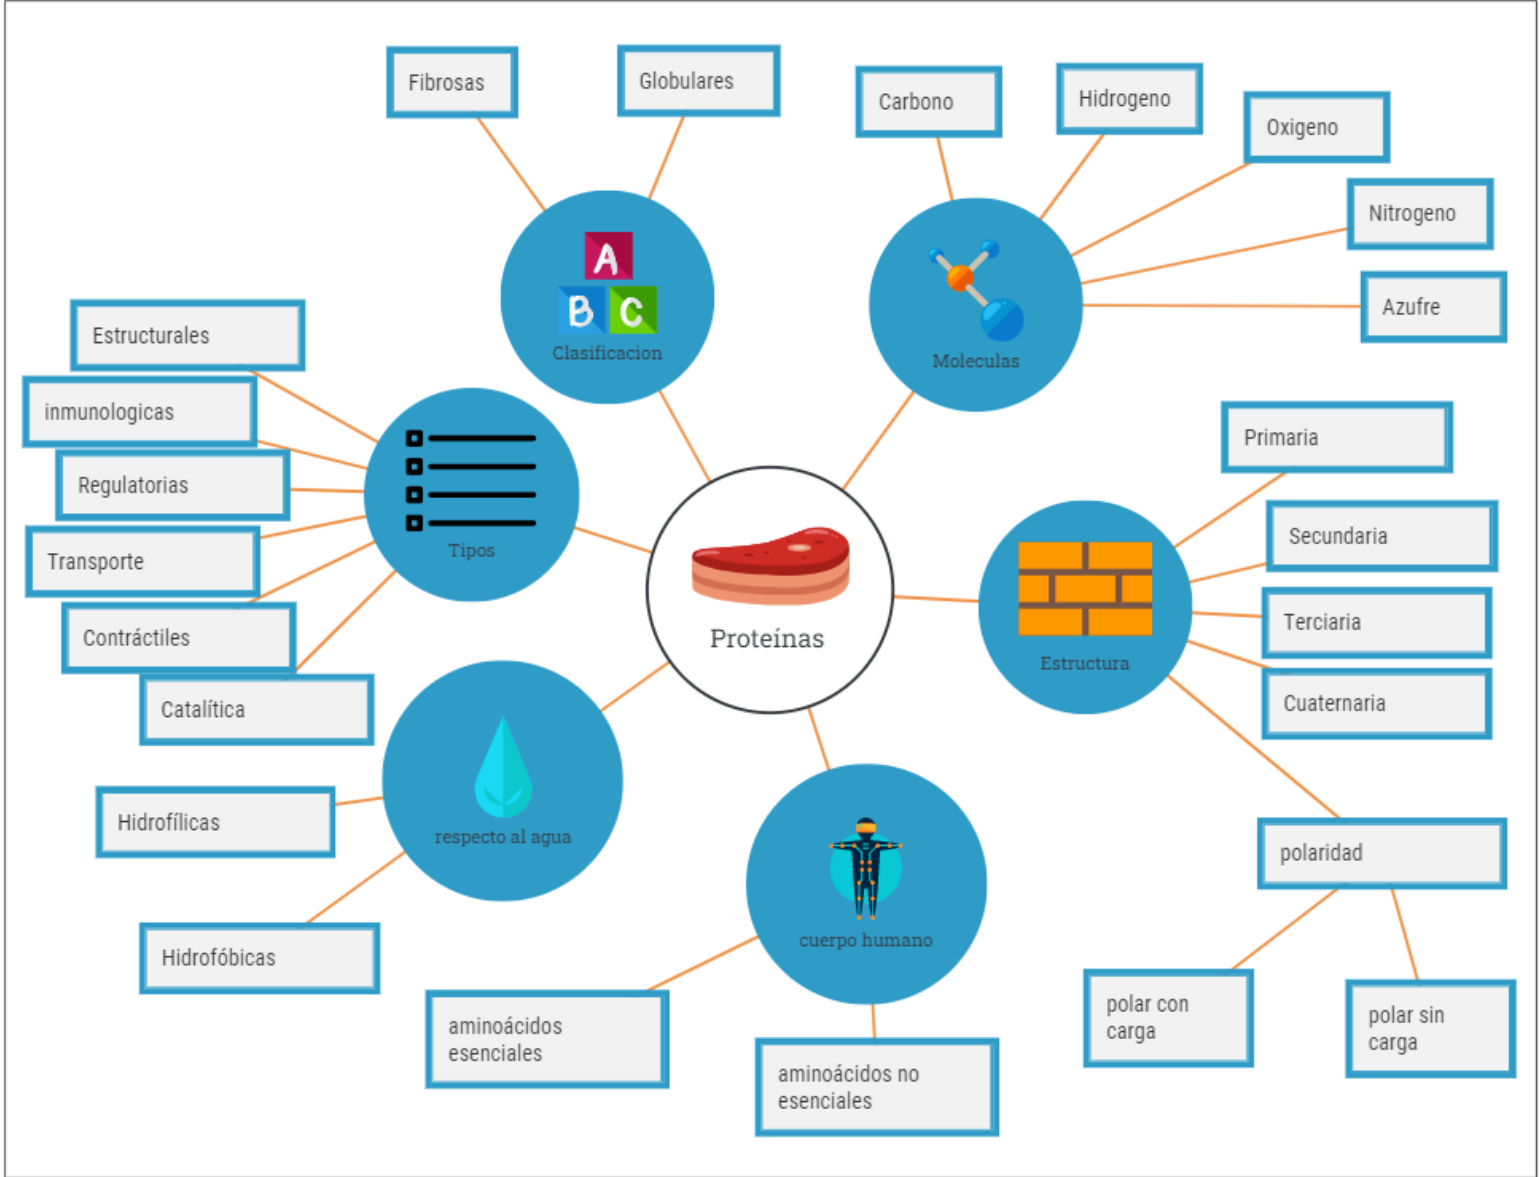 Fibrosas
Globulares
Carbono
Hidrogeno
Oxigeno
Nitrogeno
Azufre
A
B C
Clasificacion
Moleculas
Estructurales
inmunologicas
Regulatorias
Transporte
Contráctiles
Catalítica
Tipos
Proteínas
Primaria
Secundaria
Terciaria
Cuaternaria
Estructura
polaridad
polar con
carga
polar sin
carga
respecto al agua
Hidrofílicas
Hidrofóbicas
cuerpo humano
aminoácidos
esenciales
aminoácidos no
esenciales